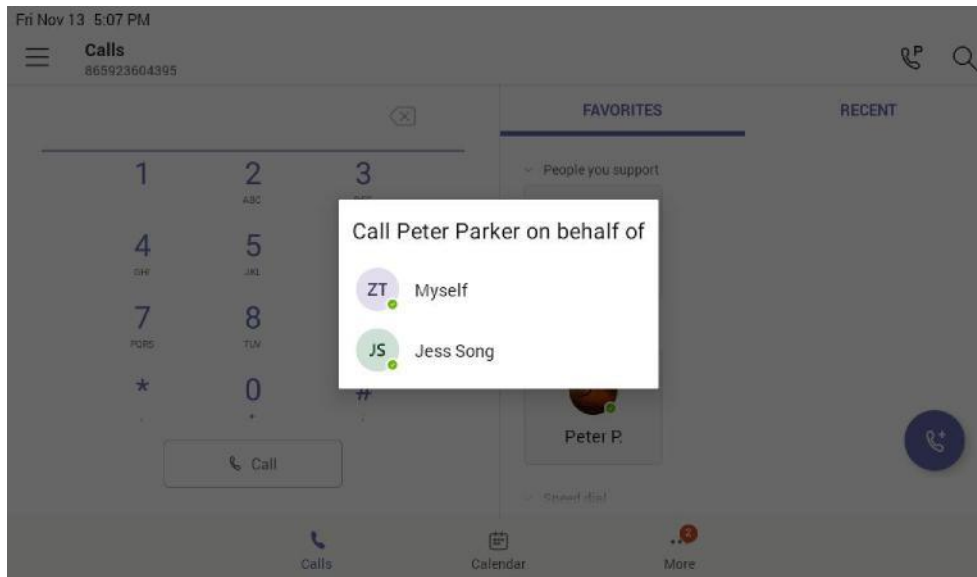 Fri Nov 13 5:07 PM
Calls
865923604395
FAVORITES
RECENT
1
2
ABC
3
People you support
Call Peter Parker on behalf of
ZT Myself
JS Jess Song
4
GHI
5
JKL
7
PQRS
8
TUV
*
0
+
#
Call
Peter P.
Speed dial
P
2
Calls
Calendar
More